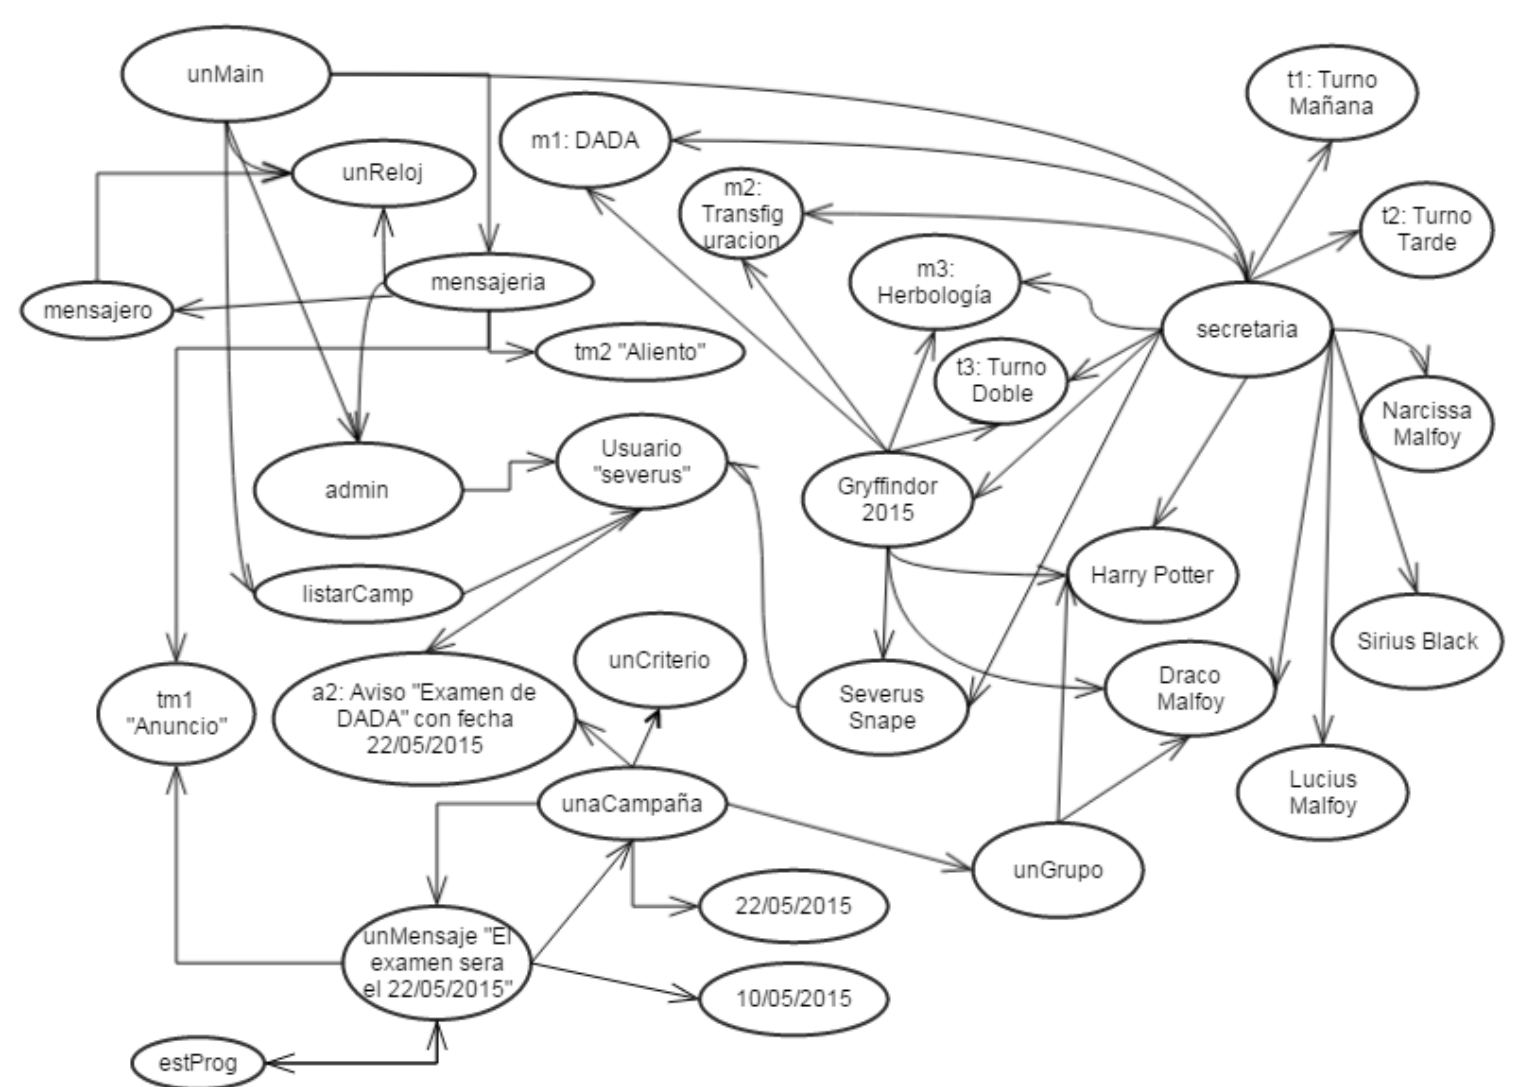 unMain
t1: Turno
Mañana
m1: DADA
unReloj
m2:
Transfig
uracion
t2: Turno
Tarde
mensajeria
m3:
Herbología
mensajero
secretaria
tm2 "Aliento"
t3: Turno
Doble
Narcissa
Malfoy
Usuario
"severus"
admin
Gryffindor
2015
Harry Potter
listarCamp
Sirius Black
unCriterio
tm1
"Anuncio"
a2: Aviso "Examen de
DADA" con fecha
22/05/2015
Severus
Snape
Draco
Malfoy
Lucius
Malfoy
unaCampaña
unGrupo
22/05/2015
unMensaje "El
examen sera
el 22/05/2015"
10/05/2015
estProg